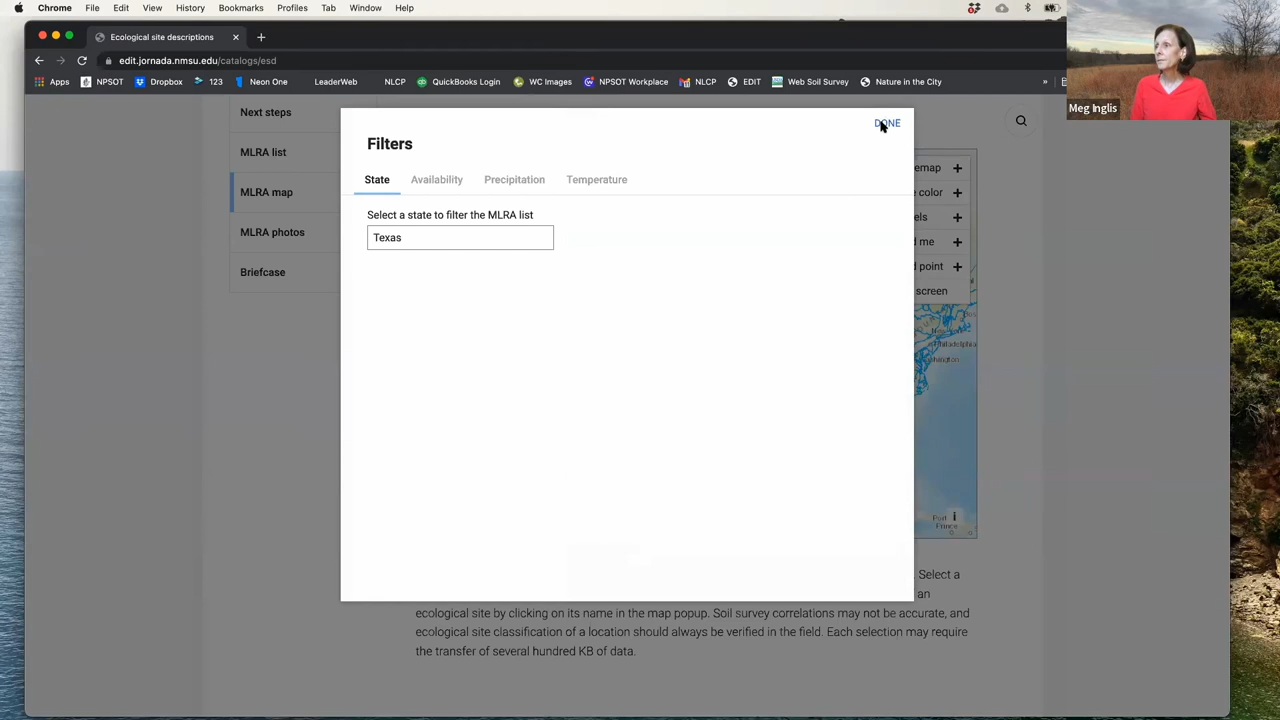 Chrome File Edit View History Bookmarks Profiles Tab Window Help
Ecological site descriptions
edit.jornada.nmsu.edu/catalogs/esd
Apps NPSOT Dropbox 123 Neon One LeaderWeb NLCP QuickBooks Login WC Images NPSOT Workplace NLCP EDIT Web Soil Survey Nature in the City »
Meg Inglis
Next steps
MLRA list
MLRA map
MLRA photos
Briefcase
DONE
Filters
State Availability Precipitation Temperature
Select a state to filter the MLRA list
Texas
emap +
color +
els +
d me +
d point +
screen
Philadelphia
Port
Prince
. Select a
an
ecological site by clicking on its name in the map popup. Soil survey correlations may not be accurate, and
ecological site classification of a location should always be verified in the field. Each selection may require
the transfer of several hundred KB of data.